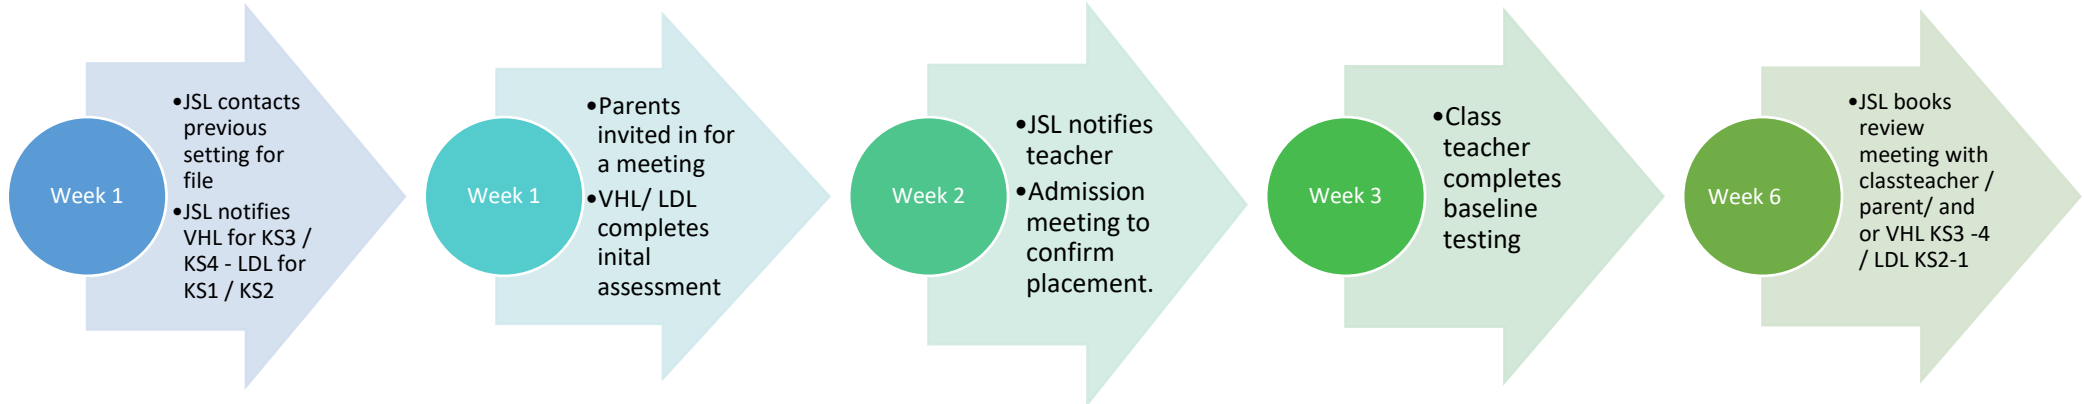 Week 1
•JSL contacts
previous
setting for
file
•JSL notifies
VHL for KS3 /
KS4 - LDL for
KS1 / KS2
Week 1
•Parents
invited in for
a meeting
•VHL/ LDL
completes
inital
assessment
Week 2
•JSL notifies
teacher
•Admission
meeting to
confirm
placement.
Week 3
•Class
teacher
completes
baseline
testing
Week 6
•JSL books
review
meeting with
classteacher /
parent/ and
or VHL KS3 -4
/ LDL KS2-1